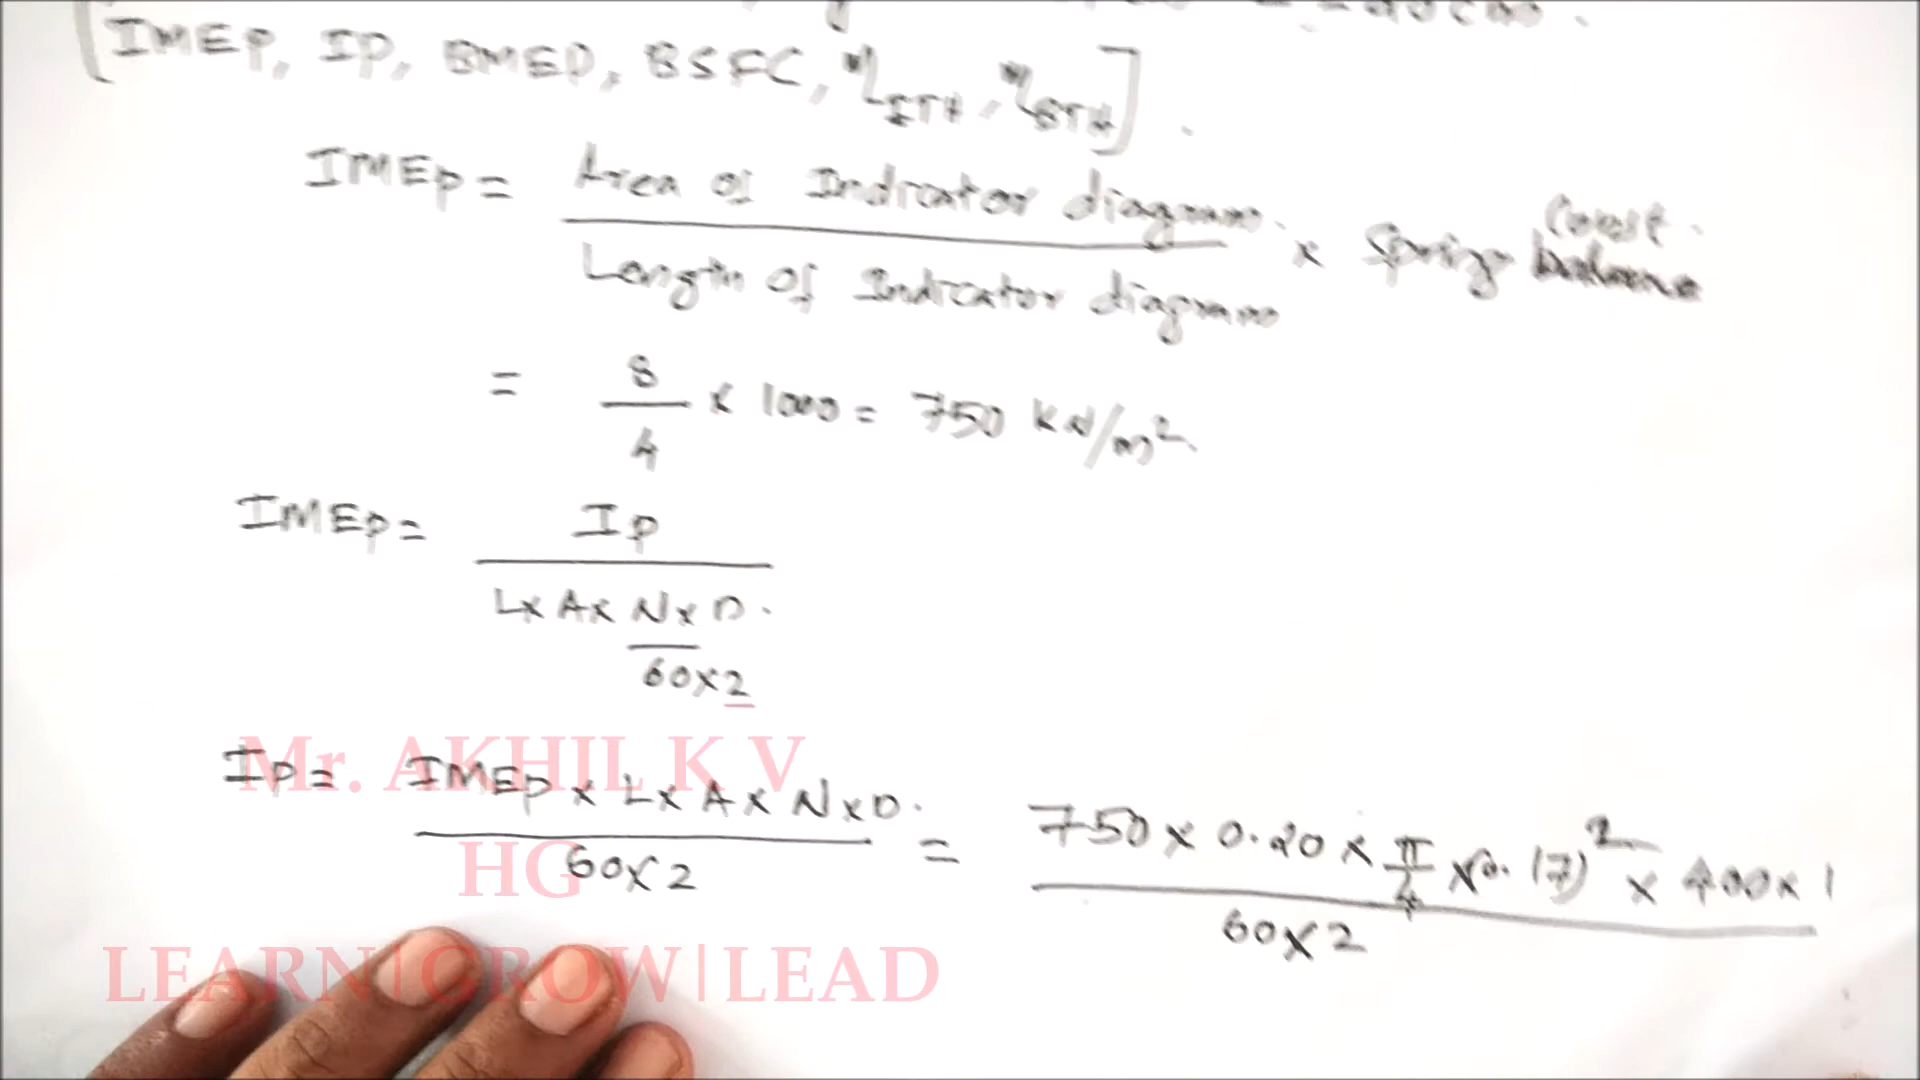 [IMEP, IP, BMEP, BSFC, ηITH, ηBTH].
IMEP = Area of Indicator diagram. / Length of Indicator diagram × Spring Const.
= 8/4 × 1000 = 750 KN/m².
IMEP = IP / L× A× N× n. / 60×2
IP = IMEP × L× A× N×n. / 60×2 = 750 × 0.20 × π/4 ×(0.17)² × 400×1 / 60×2
Mr. AKHIL K V
HG
LEARN|GROW|LEAD